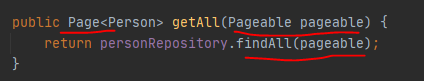 public Page<Person> getAll(Pageable pageable) {
return personRepository.findAll(pageable);
}